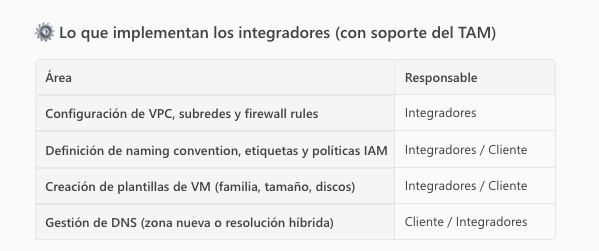 Lo que implementan los integradores (con soporte del TAM)
Área Responsable
Configuración de VPC, subredes y firewall rules Integradores
Definición de naming convention, etiquetas y políticas IAM Integradores / Cliente
Creación de plantillas de VM (familia, tamaño, discos) Integradores / Cliente
Gestión de DNS (zona nueva o resolución híbrida) Cliente / Integradores